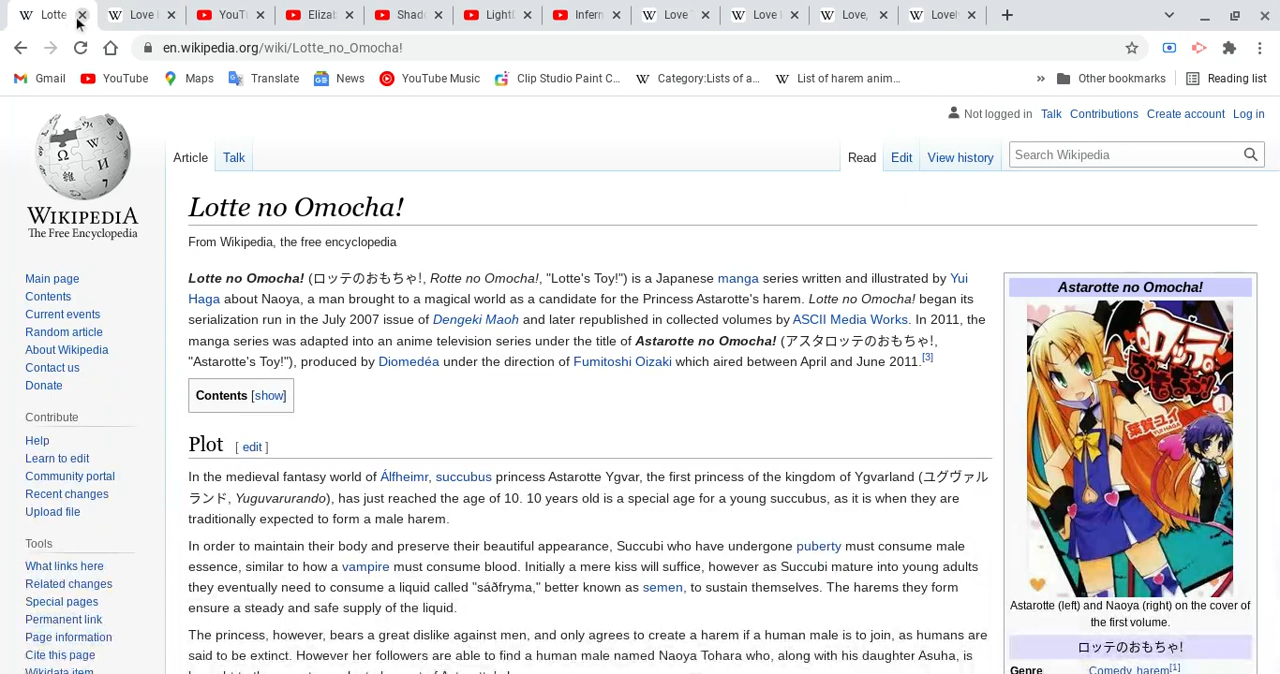 Lotte
Love
YouT
Eliza
Shad
Light
Infern
Love
Love
Love,
Loveh
en.wikipedia.org/wiki/Lotte_no_Omocha!
Gmail YouTube Maps Translate News YouTube Music Clip Studio Paint C... Category:Lists of a... List of harem anim... » Other bookmarks Reading list
Not logged in Talk Contributions Create account Log in
Article Talk Read Edit View history Search Wikipedia
WIKIPEDIA
The Free Encyclopedia
Main page
Contents
Current events
Random article
About Wikipedia
Contact us
Donate
Contribute
Help
Learn to edit
Community portal
Recent changes
Upload file
Tools
What links here
Related changes
Special pages
Permanent link
Page information
Cite this page
Wikidata item
Lotte no Omocha!
From Wikipedia, the free encyclopedia
Lotte no Omocha! (ロッテのおもちゃ!, Rotte no Omocha!, "Lotte's Toy!") is a Japanese manga series written and illustrated by Yui
Haga about Naoya, a man brought to a magical world as a candidate for the Princess Astarotte's harem. Lotte no Omocha! began its
serialization run in the July 2007 issue of Dengeki Maoh and later republished in collected volumes by ASCII Media Works. In 2011, the
manga series was adapted into an anime television series under the title of Astarotte no Omocha! (アスタロッテのおもちゃ!,
"Astarotte's Toy!"), produced by Diomedéa under the direction of Fumitoshi Oizaki which aired between April and June 2011.[3]
Contents [show]
Plot [ edit ]
In the medieval fantasy world of Álfheimr, succubus princess Astarotte Ygvar, the first princess of the kingdom of Ygvarland (ユグヴァル
ランド, Yuguvarurando), has just reached the age of 10. 10 years old is a special age for a young succubus, as it is when they are
traditionally expected to form a male harem.
In order to maintain their body and preserve their beautiful appearance, Succubi who have undergone puberty must consume male
essence, similar to how a vampire must consume blood. Initially a mere kiss will suffice, however as Succubi mature into young adults
they eventually need to consume a liquid called "sáðfryma," better known as semen, to sustain themselves. The harems they form
ensure a steady and safe supply of the liquid.
The princess, however, bears a great dislike against men, and only agrees to create a harem if a human male is to join, as humans are
said to be extinct. However her followers are able to find a human male named Naoya Tohara who, along with his daughter Asuha, is
Astarotte no Omocha!
ロッテのおもちゃ!
1
葉賀ユイ
YUI HAGA
Astarotte (left) and Naoya (right) on the cover of
the first volume.
ロッテのおもちゃ!
Genre Comedy, harem[1]